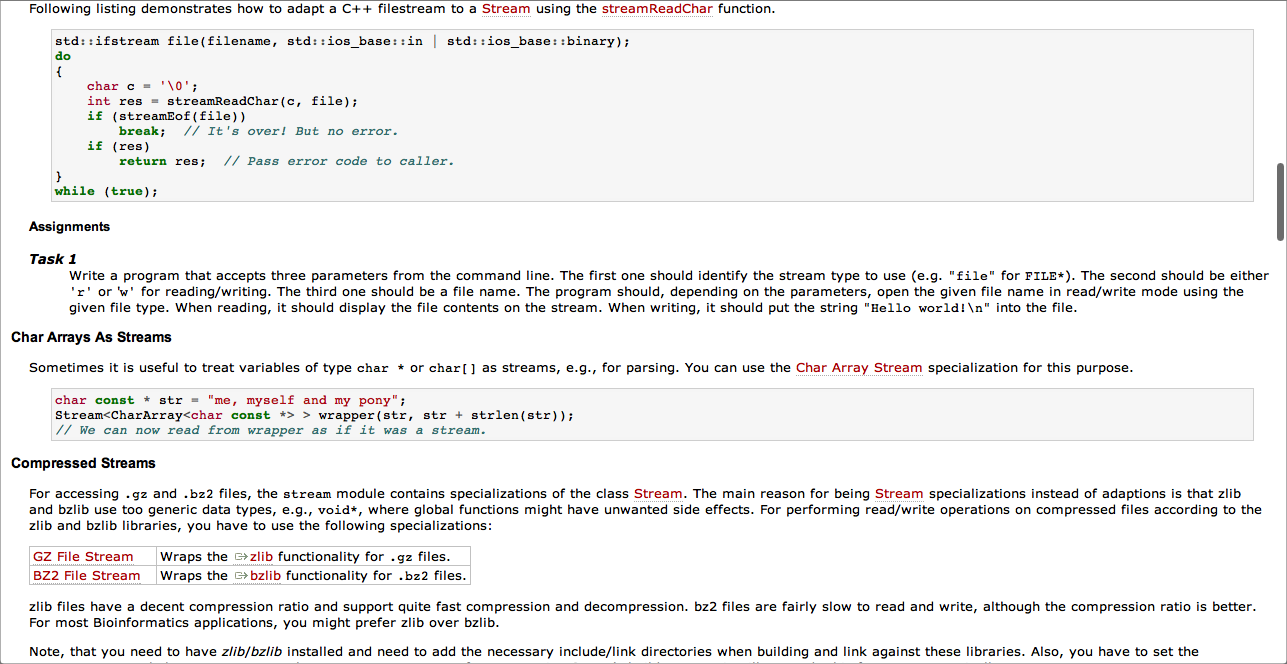 Following listing demonstrates how to adapt a C++ filestream to a Stream using the streamReadChar function.
std::ifstream file(filename, std::ios_base::in | std::ios_base::binary);
do
{
    char c = '\0';
    int res = streamReadChar(c, file);
    if (streamEof(file))
        break;  // It's over! But no error.
    if (res)
        return res;  // Pass error code to caller.
}
while (true);
Assignments
Task 1
Write a program that accepts three parameters from the command line. The first one should identify the stream type to use (e.g. "file" for FILE*). The second should be either
'r' or 'w' for reading/writing. The third one should be a file name. The program should, depending on the parameters, open the given file name in read/write mode using the
given file type. When reading, it should display the file contents on the stream. When writing, it should put the string "Hello world!\n" into the file.
Char Arrays As Streams
Sometimes it is useful to treat variables of type char * or char[] as streams, e.g., for parsing. You can use the Char Array Stream specialization for this purpose.
char const * str = "me, myself and my pony";
Stream<CharArray<char const *> > wrapper(str, str + strlen(str));
// We can now read from wrapper as if it was a stream.
Compressed Streams
For accessing .gz and .bz2 files, the stream module contains specializations of the class Stream. The main reason for being Stream specializations instead of adaptions is that zlib
and bzlib use too generic data types, e.g., void*, where global functions might have unwanted side effects. For performing read/write operations on compressed files according to the
zlib and bzlib libraries, you have to use the following specializations:
GZ File Stream Wraps the zlib functionality for .gz files.
BZ2 File Stream Wraps the bzlib functionality for .bz2 files.
zlib files have a decent compression ratio and support quite fast compression and decompression. bz2 files are fairly slow to read and write, although the compression ratio is better.
For most Bioinformatics applications, you might prefer zlib over bzlib.
Note, that you need to have zlib/bzlib installed and need to add the necessary include/link directories when building and link against these libraries. Also, you have to set the